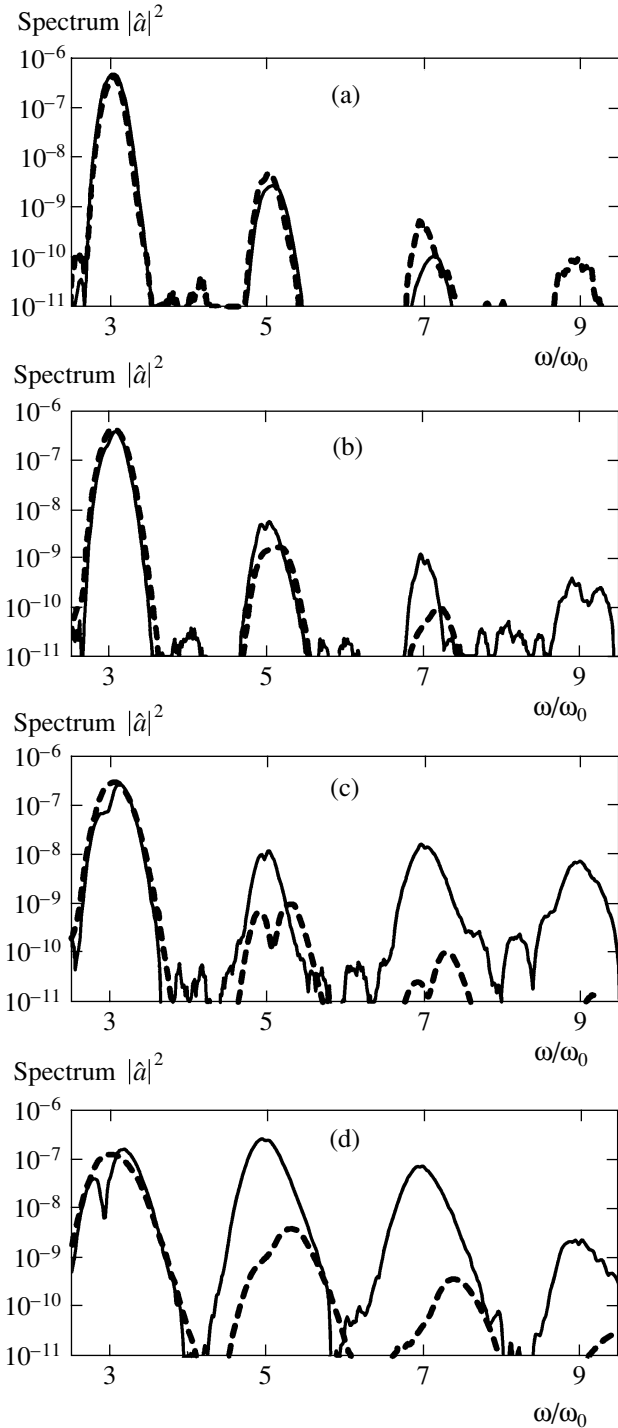 Spectrum |â|²
10⁻⁶
(a)
10⁻⁷
10⁻⁸
10⁻⁹
10⁻¹⁰
10⁻¹¹
3 5 7 9
ω/ω₀
Spectrum |â|²
10⁻⁶
(b)
10⁻⁷
10⁻⁸
10⁻⁹
10⁻¹⁰
10⁻¹¹
3 5 7 9
ω/ω₀
Spectrum |â|²
10⁻⁶
(c)
10⁻⁷
10⁻⁸
10⁻⁹
10⁻¹⁰
10⁻¹¹
3 5 7 9
ω/ω₀
Spectrum |â|²
10⁻⁶
(d)
10⁻⁷
10⁻⁸
10⁻⁹
10⁻¹⁰
10⁻¹¹
3 5 7 9
ω/ω₀